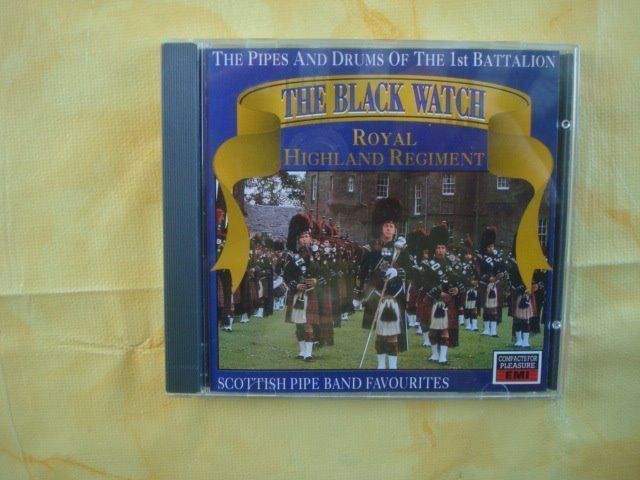 THE PIPES AND DRUMS OF THE 1st BATTALION
THE BLACK WATCH
ROYAL
HIGHLAND REGIMENT
SCOTTISH PIPE BAND FAVOURITES
COMPACTS FOR
PLEASURE
EMI